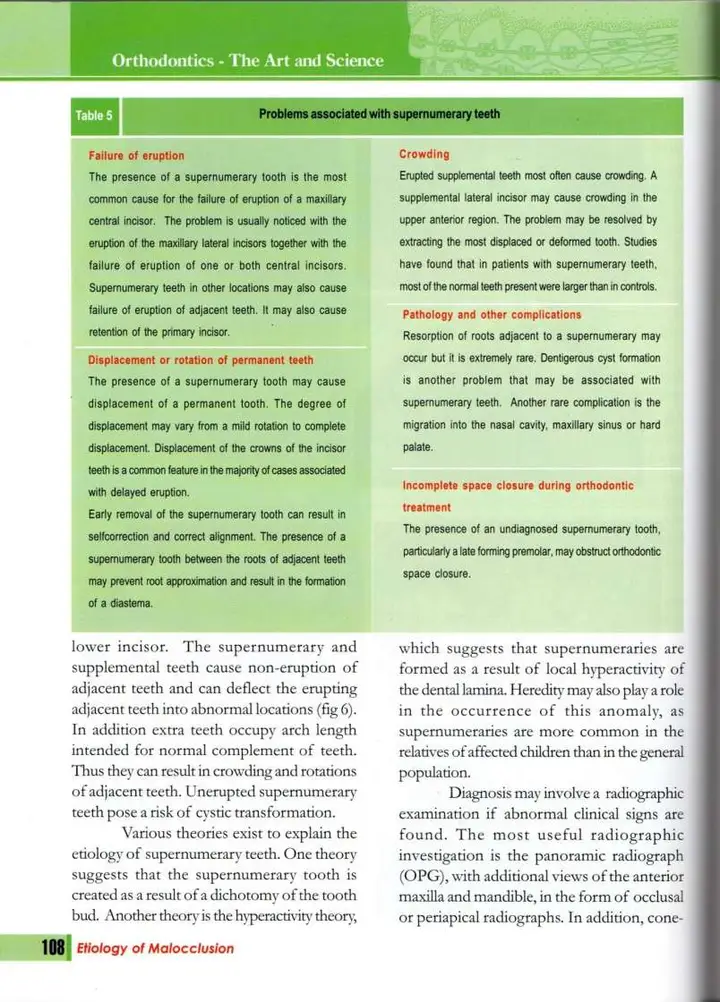 Orthodontics - The Art and Science
Table 5
Problems associated with supernumerary teeth
Failure of eruption
The presence of a supernumerary tooth is the most
common cause for the failure of eruption of a maxillary
central incisor. The problem is usually noticed with the
eruption of the maxillary lateral incisors together with the
failure of eruption of one or both central incisors.
Supernumerary teeth in other locations may also cause
failure of eruption of adjacent teeth. It may also cause
retention of the primary incisor.
Displacement or rotation of permanent teeth
The presence of a supernumerary tooth may cause
displacement of a permanent tooth. The degree of
displacement may vary from a mild rotation to complete
displacement. Displacement of the crowns of the incisor
teeth is a common feature in the majority of cases associated
with delayed eruption.
Early removal of the supernumerary tooth can result in
selfcorrection and correct alignment. The presence of a
supernumerary tooth between the roots of adjacent teeth
may prevent root approximation and result in the formation
of a diastema.
Crowding
Erupted supplemental teeth most often cause crowding. A
supplemental lateral incisor may cause crowding in the
upper anterior region. The problem may be resolved by
extracting the most displaced or deformed tooth. Studies
have found that in patients with supernumerary teeth,
most of the normal teeth present were larger than in controls.
Pathology and other complications
Resorption of roots adjacent to a supernumerary may
occur but it is extremely rare. Dentigerous cyst formation
is another problem that may be associated with
supernumerary teeth. Another rare complication is the
migration into the nasal cavity, maxillary sinus or hard
palate.
Incomplete space closure during orthodontic
treatment
The presence of an undiagnosed supernumerary tooth,
particularly a late forming premolar, may obstruct orthodontic
space closure.
lower incisor. The supernumerary and
supplemental teeth cause non-eruption of
adjacent teeth and can deflect the erupting
adjacent teeth into abnormal locations (fig 6).
In addition extra teeth occupy arch length
intended for normal complement of teeth.
Thus they can result in crowding and rotations
of adjacent teeth. Unerupted supernumerary
teeth pose a risk of cystic transformation.
Various theories exist to explain the
etiology of supernumerary teeth. One theory
suggests that the supernumerary tooth is
created as a result of a dichotomy of the tooth
bud. Another theory is the hyperactivity theory,
which suggests that supernumeraries are
formed as a result of local hyperactivity of
the dental lamina. Heredity may also play a role
in the occurrence of this anomaly, as
supernumeraries are more common in the
relatives of affected children than in the general
population.
Diagnosis may involve a radiographic
examination if abnormal clinical signs are
found. The most useful radiographic
investigation is the panoramic radiograph
(OPG), with additional views of the anterior
maxilla and mandible, in the form of occlusal
or periapical radiographs. In addition, cone-
108 Etiology of Malocclusion